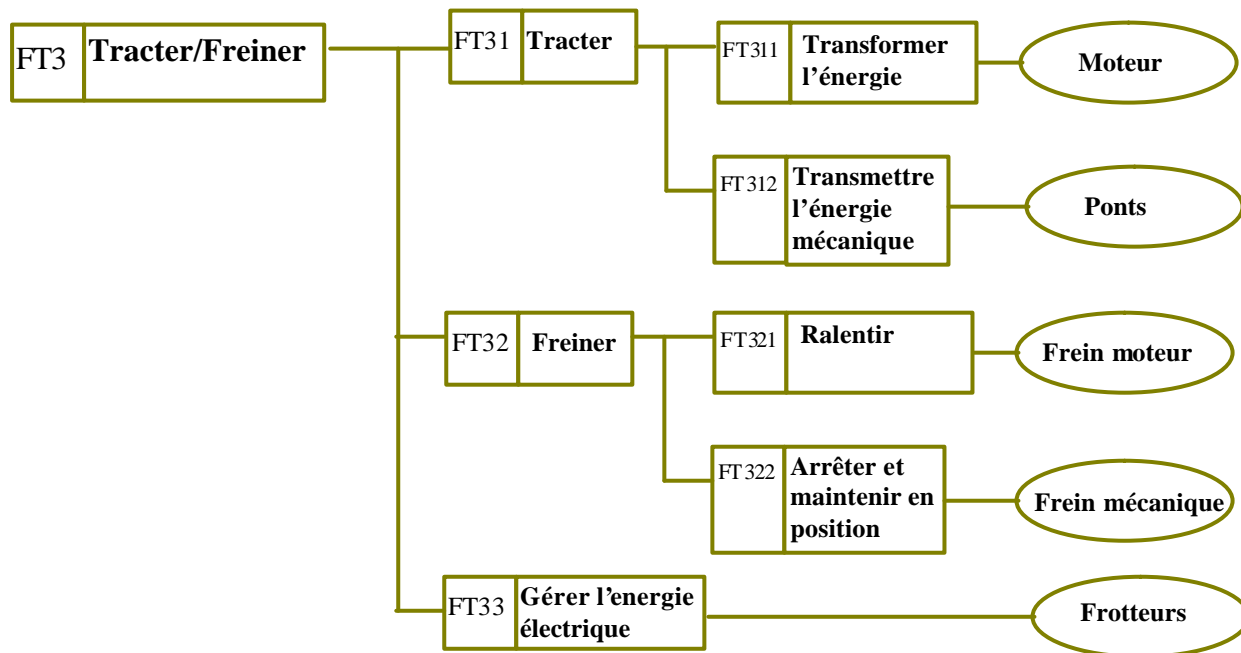 FT3 Tracter/Freiner
FT31 Tracter
FT311 Transformer
l’énergie
Moteur
FT312 Transmettre
l’énergie
mécanique
Ponts
FT32 Freiner
FT321 Ralentir
Frein moteur
FT322 Arrêter et
maintenir en
position
Frein mécanique
FT33 Gérer l’energie
électrique
Frotteurs